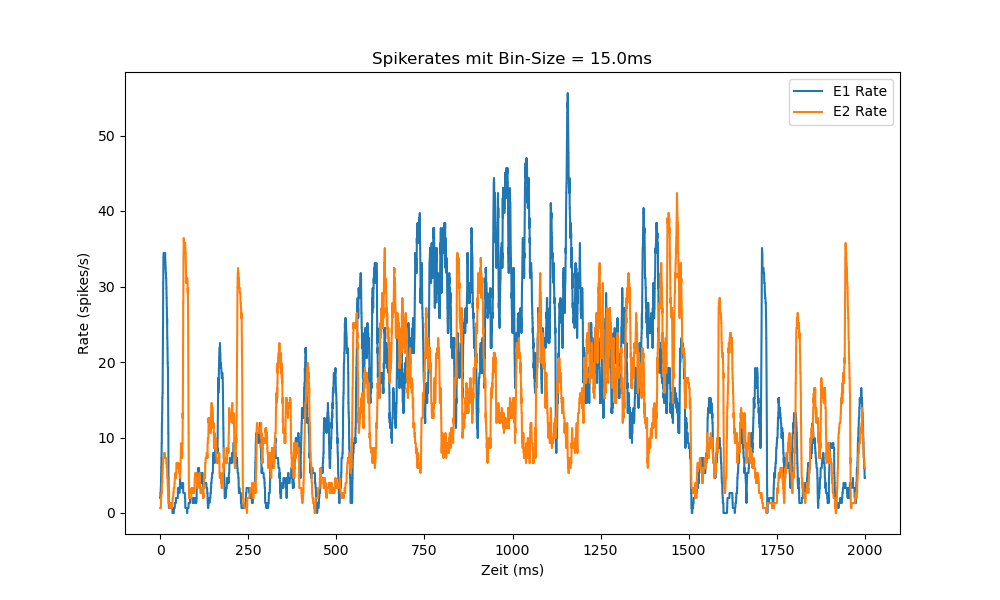 Spikerates mit Bin-Size = 15.0ms
E1 Rate
E2 Rate
50
40
30
20
10
0
Rate (spikes/s)
0 250 500 750 1000 1250 1500 1750 2000
Zeit (ms)